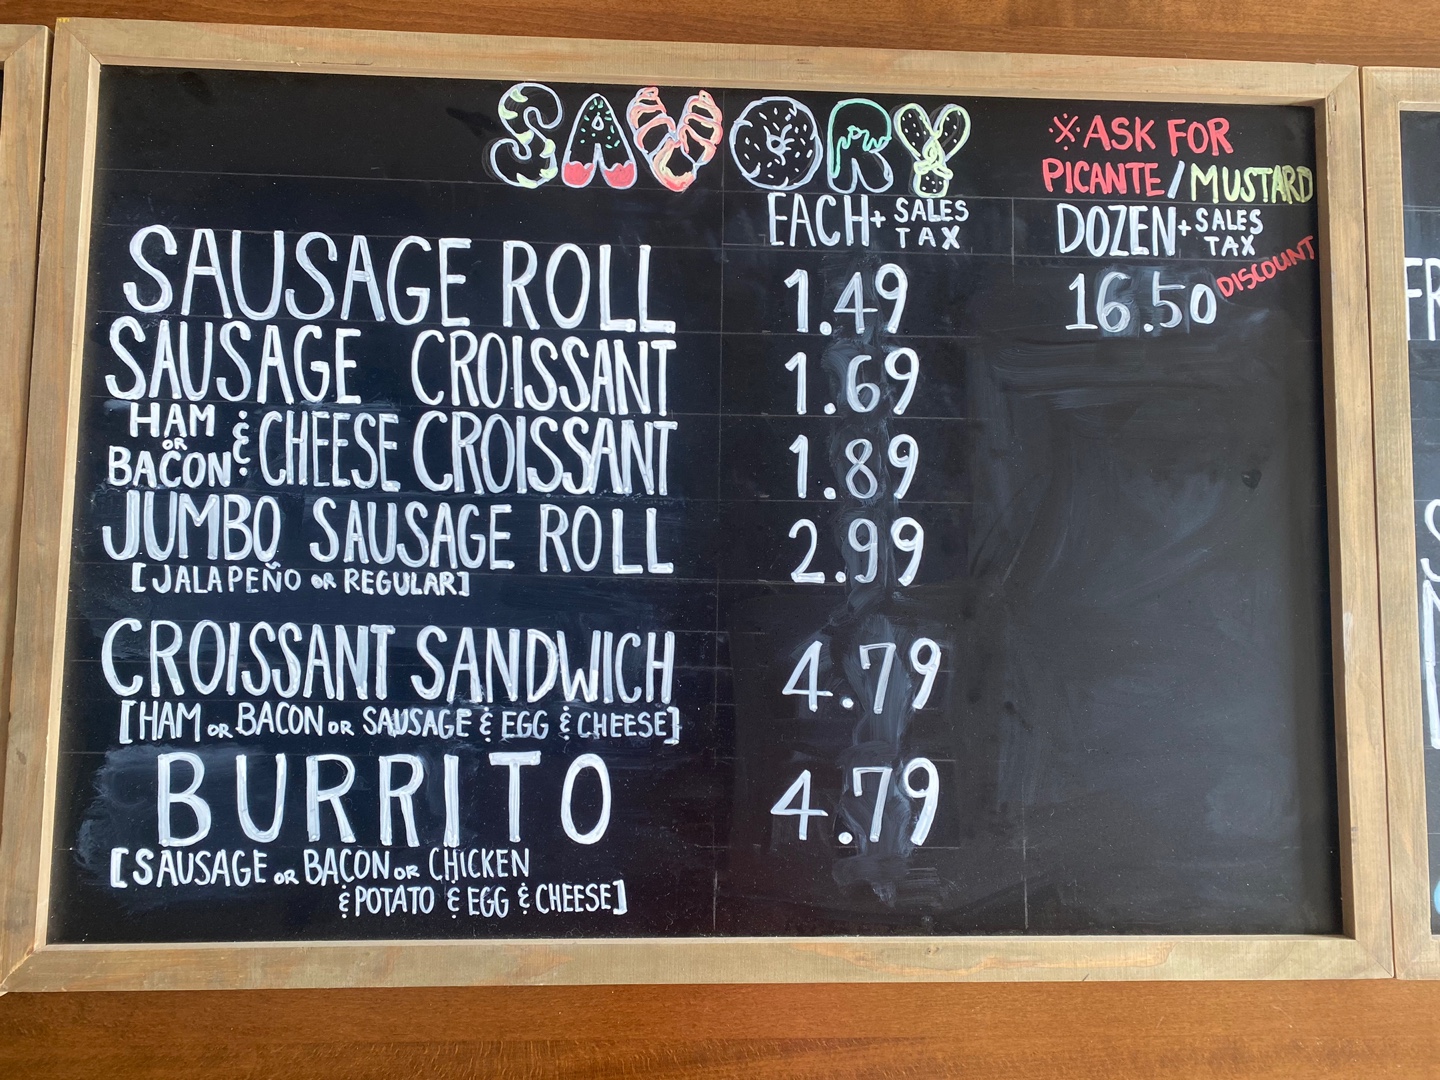 SAVORY
※ ASK FOR
PICANTE / MUSTARD
EACH + SALES TAX
DOZEN + SALES TAX
DISCOUNT
SAUSAGE ROLL 1.49 16.50
SAUSAGE CROISSANT 1.69
HAM OR BACON & CHEESE CROISSANT 1.89
JUMBO SAUSAGE ROLL 2.99
[JALAPEÑO OR REGULAR]
CROISSANT SANDWICH 4.79
[HAM OR BACON OR SAUSAGE & EGG & CHEESE]
BURRITO 4.79
[SAUSAGE OR BACON OR CHICKEN
& POTATO & EGG & CHEESE]
FR